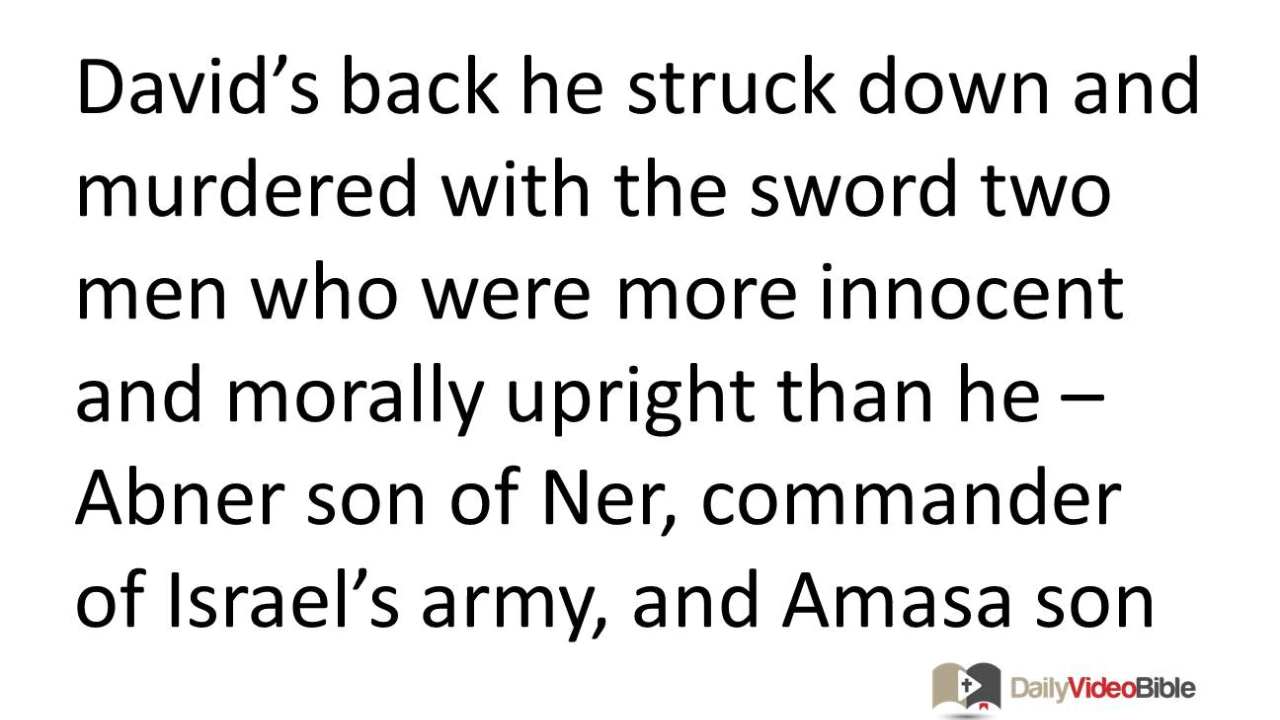 David’s back he struck down and
murdered with the sword two
men who were more innocent
and morally upright than he –
Abner son of Ner, commander
of Israel’s army, and Amasa son
DailyVideoBible